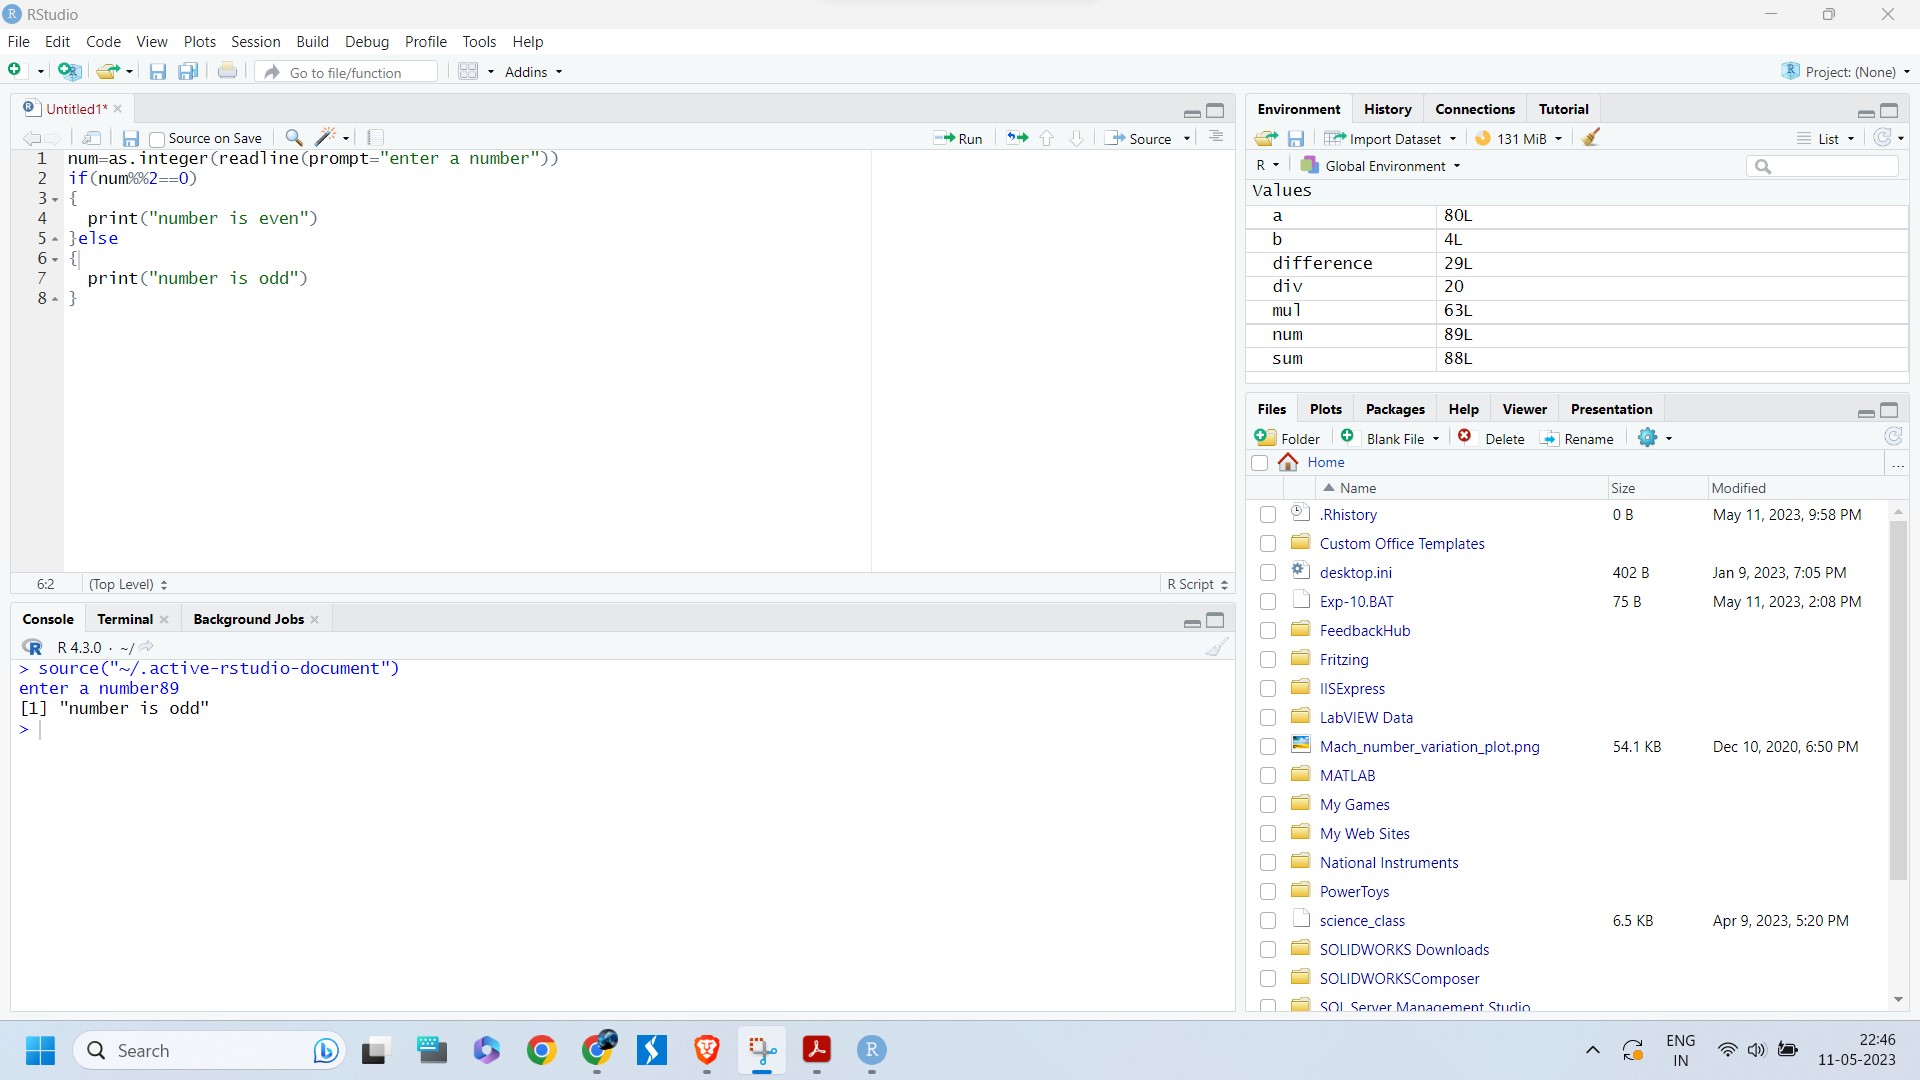 RStudio
File Edit Code View Plots Session Build Debug Profile Tools Help
Go to file/function Addins Project: (None)
Untitled1*
Source on Save Run Source
1 num=as.integer(readline(prompt="enter a number"))
2 if(num%%2==0)
3 {
4 print("number is even")
5 }else
6 {
7 print("number is odd")
8 }
6:2 (Top Level) R Script
Console Terminal Background Jobs
R 4.3.0 · ~/
> source("~/.active-rstudio-document")
enter a number89
[1] "number is odd"
>
Environment History Connections Tutorial
Import Dataset 131 MiB List
R Global Environment
Values
a 80L
b 4L
difference 29L
div 20
mul 63L
num 89L
sum 88L
Files Plots Packages Help Viewer Presentation
Folder Blank File Delete Rename
Home ...
Name Size Modified
.Rhistory 0 B May 11, 2023, 9:58 PM
Custom Office Templates
desktop.ini 402 B Jan 9, 2023, 7:05 PM
Exp-10.BAT 75 B May 11, 2023, 2:08 PM
FeedbackHub
Fritzing
IISExpress
LabVIEW Data
Mach_number_variation_plot.png 54.1 KB Dec 10, 2020, 6:50 PM
MATLAB
My Games
My Web Sites
National Instruments
PowerToys
science_class 6.5 KB Apr 9, 2023, 5:20 PM
SOLIDWORKS Downloads
SOLIDWORKSComposer
SQL Server Management Studio
Search ENG 22:46
IN 11-05-2023